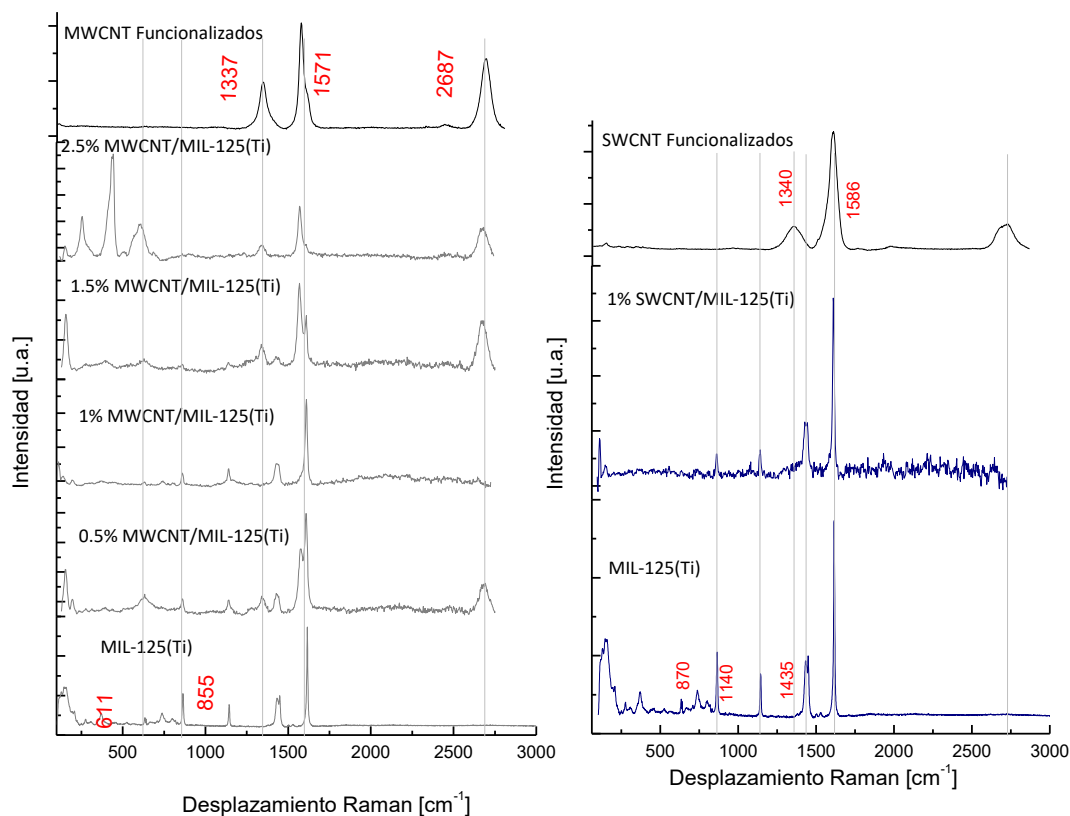 MWCNT Funcionalizados
1337
1571
2687
2.5% MWCNT/MIL-125(Ti)
1.5% MWCNT/MIL-125(Ti)
1% MWCNT/MIL-125(Ti)
0.5% MWCNT/MIL-125(Ti)
MIL-125(Ti)
611
855
Intensidad [u.a.]
500 1000 1500 2000 2500 3000
Desplazamiento Raman [cm⁻¹]
SWCNT Funcionalizados
1340
1586
1% SWCNT/MIL-125(Ti)
MIL-125(Ti)
870
1140
1435
Intensidad [u.a.]
500 1000 1500 2000 2500 3000
Desplazamiento Raman [cm⁻¹]